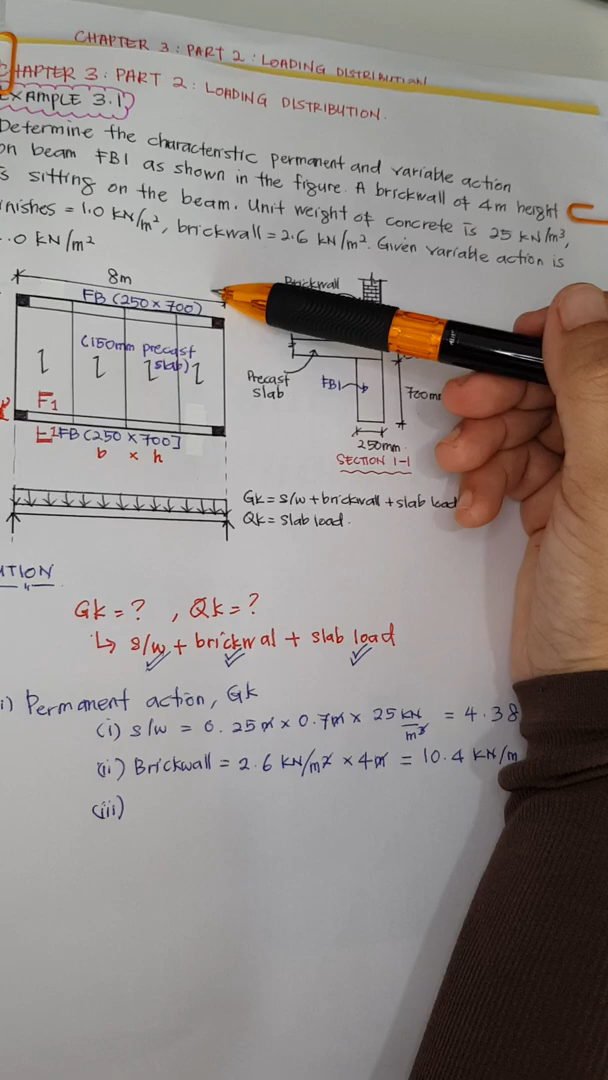 CHAPTER 3: PART 2: LOADING DISTRIBUTION
CHAPTER 3: PART 2: LOADING DISTRIBUTION.
EXAMPLE 3.1
Determine the characteristic permanent and variable action
on beam FB1 as shown in the figure. A brickwall of 4m height
is sitting on the beam. Unit weight of concrete is 25 kN/m³,
finishes = 1.0 kN/m², brickwall = 2.6 kN/m². Given variable action is
.0 kN/m²
8m
FB (250 x 700)
(150mm precast
slab)
F1
FB (250 x 700]
b x h
Brickwall
Precast
slab
FB1
700m
250mm
SECTION 1-1
Gk = s/w + brickwall + slab load
Qk = slab load.
UTION
Gk = ? , Qk = ?
↳ s/w + brickwal + slab load
i) Permanent action, Gk
(i) s/w = 0.25m x 0.7m x 25 kN/m³ = 4.38
(ii) Brickwall = 2.6 kN/m² x 4m = 10.4 kN/m
(iii)